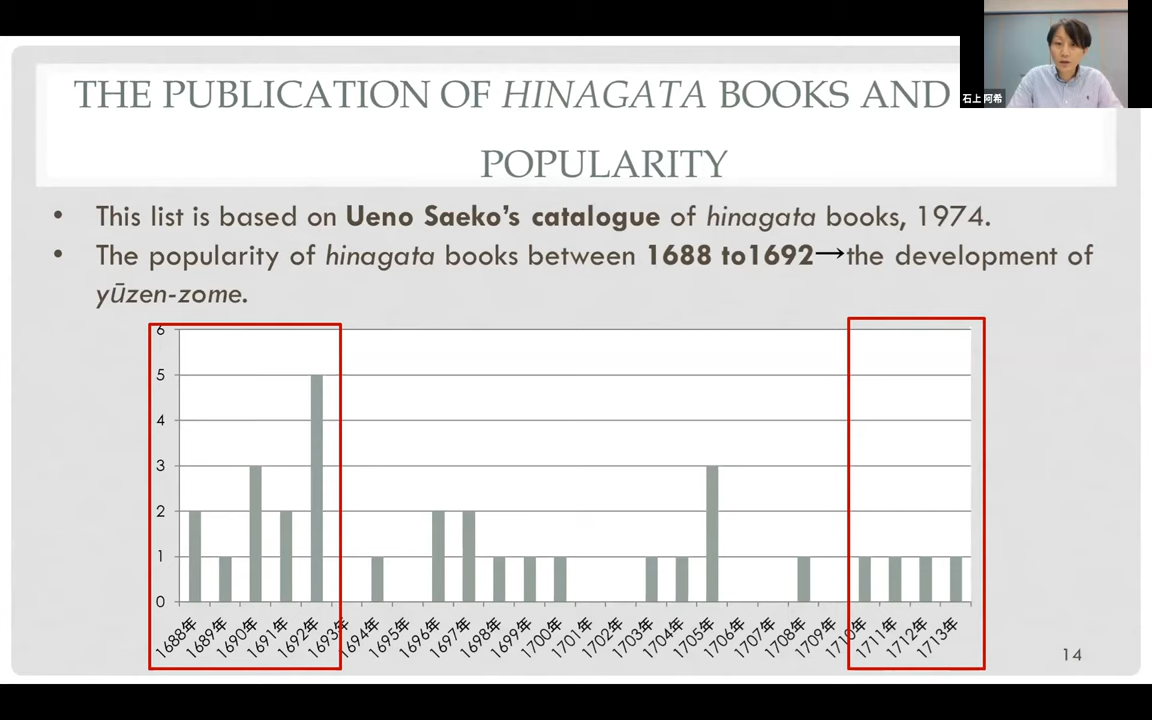 THE PUBLICATION OF HINAGATA BOOKS AND
POPULARITY
石上 阿希
• This list is based on Ueno Saeko’s catalogue of hinagata books, 1974.
• The popularity of hinagata books between 1688 to1692→the development of
yūzen-zome.
6
5
4
3
2
1
0
1688年 1689年 1690年 1691年 1692年 1693年 1694年 1695年 1696年 1697年 1698年 1699年 1700年 1701年 1702年 1703年 1704年 1705年 1706年 1707年 1708年 1709年 1710年 1711年 1712年 1713年
14